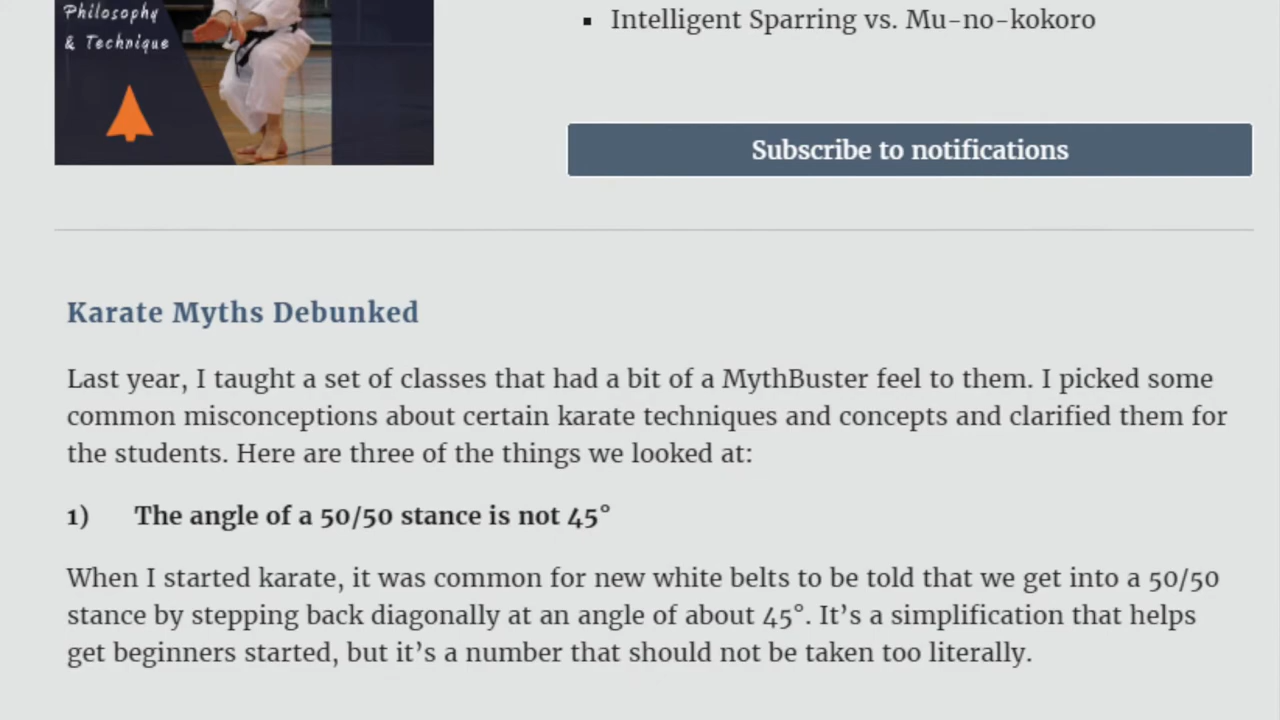 Philosophy
& Technique
▪ Intelligent Sparring vs. Mu-no-kokoro
Subscribe to notifications
Karate Myths Debunked
Last year, I taught a set of classes that had a bit of a MythBuster feel to them. I picked some
common misconceptions about certain karate techniques and concepts and clarified them for
the students. Here are three of the things we looked at:
1) The angle of a 50/50 stance is not 45°
When I started karate, it was common for new white belts to be told that we get into a 50/50
stance by stepping back diagonally at an angle of about 45°. It’s a simplification that helps
get beginners started, but it’s a number that should not be taken too literally.